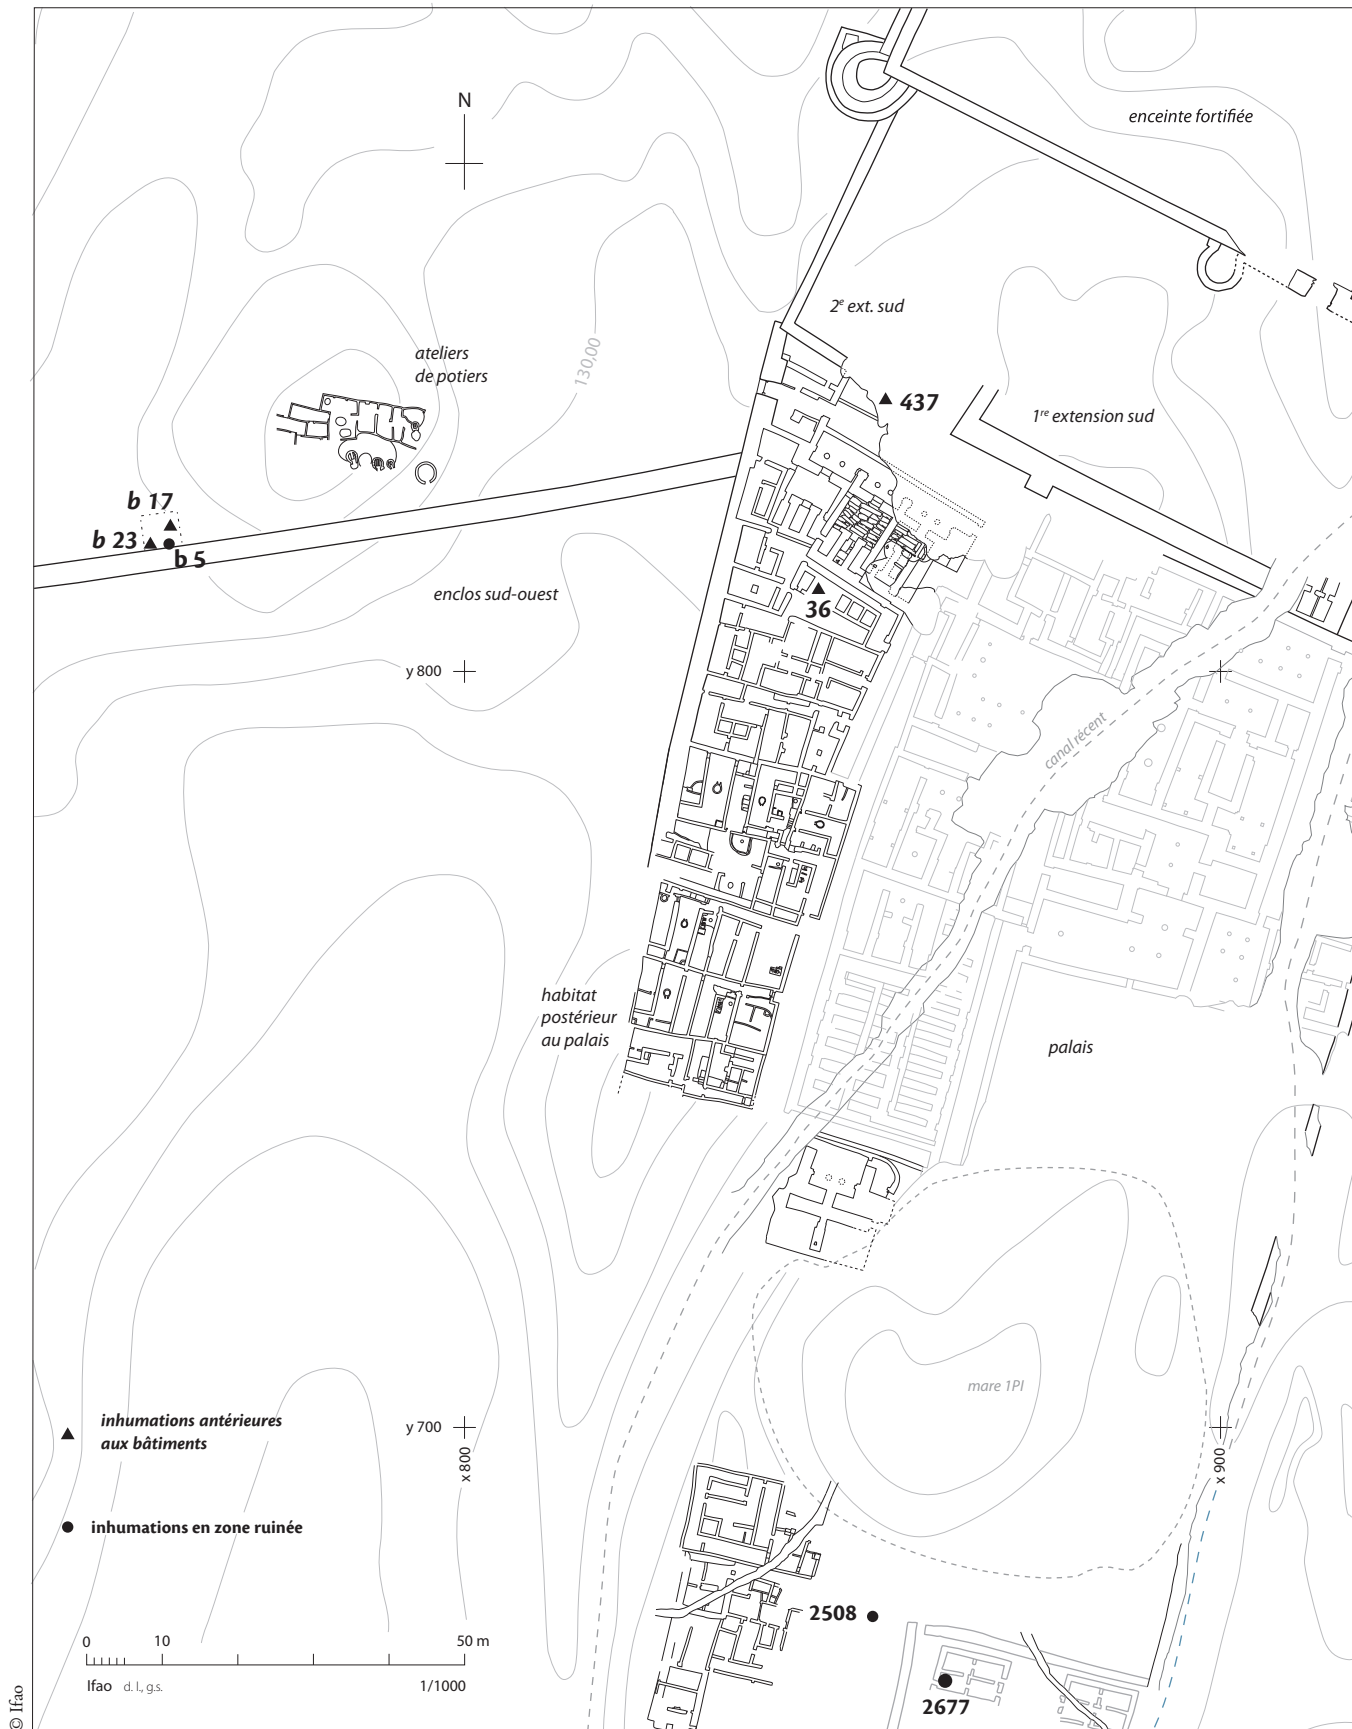 N
enceinte fortifiée
2e ext. sud
130,00
ateliers
de potiers
437
1re extension sud
b 17
b 23
b 5
36
enclos sud-ouest
y 800
canal récent
habitat
postérieur
au palais
palais
mare 1PI
inhumations antérieures
aux bâtiments
y 700
x 800
x 900
inhumations en zone ruinée
2508
2677
0 10 50 m
Ifao d. l., g.s. 1/1000
© Ifao